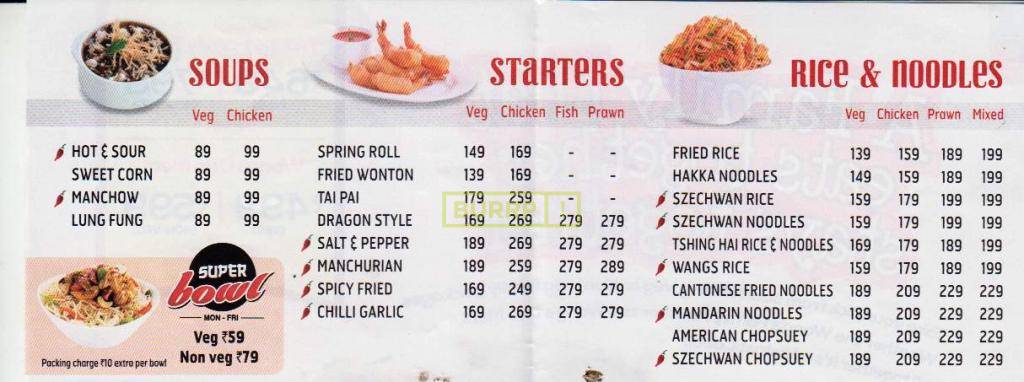 SOUPS
Veg Chicken
HOT & SOUR 89 99
SWEET CORN 89 99
MANCHOW 89 99
LUNG FUNG 89 99
SUPER
bowl
MON - FRI
Veg ₹59
Non veg ₹79
Packing charge ₹10 extra per bowl
STARTERS
Veg Chicken Fish Prawn
SPRING ROLL 149 169 - -
FRIED WONTON 139 169 - -
TAI PAI 179 259 - -
DRAGON STYLE 169 269 279 279
SALT & PEPPER 189 269 279 279
MANCHURIAN 189 259 279 289
SPICY FRIED 169 249 279 279
CHILLI GARLIC 169 269 279 279
BURRP
RICE & NOODLES
Veg Chicken Prawn Mixed
FRIED RICE 139 159 189 199
HAKKA NOODLES 149 159 189 199
SZECHWAN RICE 159 179 199 199
SZECHWAN NOODLES 159 179 199 199
TSHING HAI RICE & NOODLES 169 179 189 199
WANGS RICE 159 179 189 199
CANTONESE FRIED NOODLES 189 209 229 229
MANDARIN NOODLES 189 209 229 229
AMERICAN CHOPSUEY 189 209 229 229
SZECHWAN CHOPSUEY 189 209 229 229